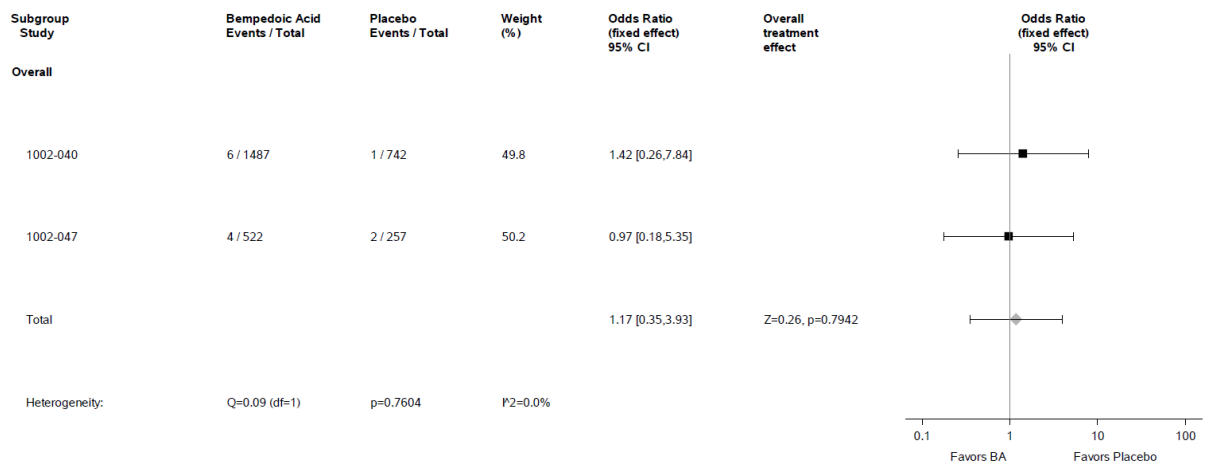 Subgroup Study Bempedoic Acid Events / Total Placebo Events / Total Weight (%) Odds Ratio (fixed effect) 95% CI Overall treatment effect Odds Ratio (fixed effect) 95% CI
Overall
1002-040 6 / 1487 1 / 742 49.8 1.42 [0.26,7.84]
1002-047 4 / 522 2 / 257 50.2 0.97 [0.18,5.35]
Total 1.17 [0.35,3.93] Z=0.26, p=0.7942
Heterogeneity: Q=0.09 (df=1) p=0.7604 I^2=0.0%
0.1 1 10 100
Favors BA Favors Placebo